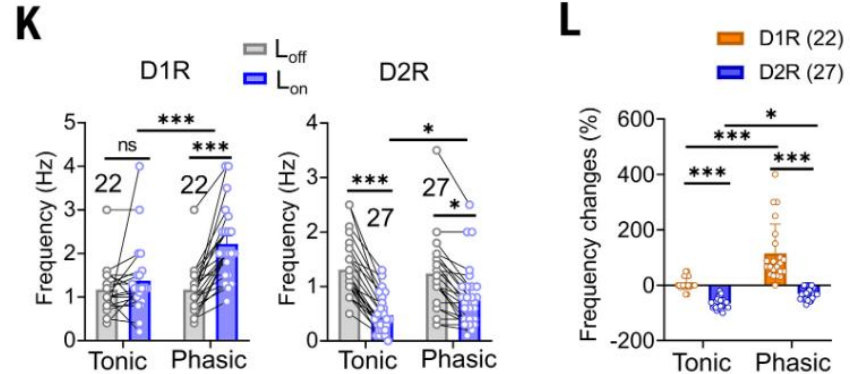 K
L
D1R
L_off
L_on
D2R
D1R (22)
D2R (27)
Frequency (Hz)
5
4
3
2
1
0
ns
***
***
22
22
Tonic
Phasic
Frequency (Hz)
4
3
2
1
0
***
*
*
27
27
Tonic
Phasic
Frequency changes (%)
600
400
200
0
-200
***
***
*
***
Tonic
Phasic